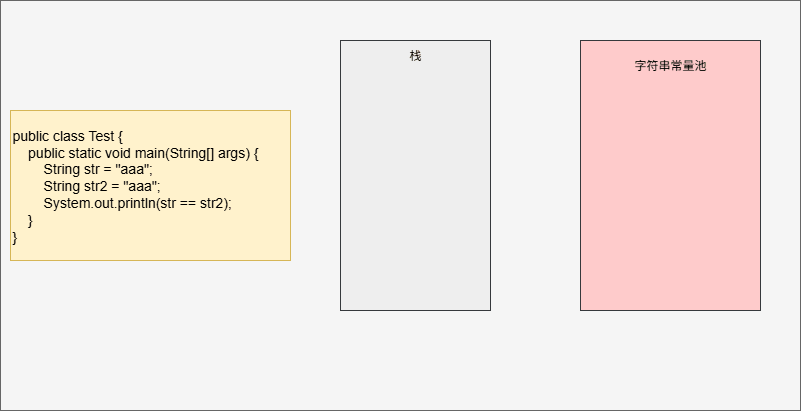 public class Test {
    public static void main(String[] args) {
        String str = "aaa";
        String str2 = "aaa";
        System.out.println(str == str2);
    }
}
栈
字符串常量池